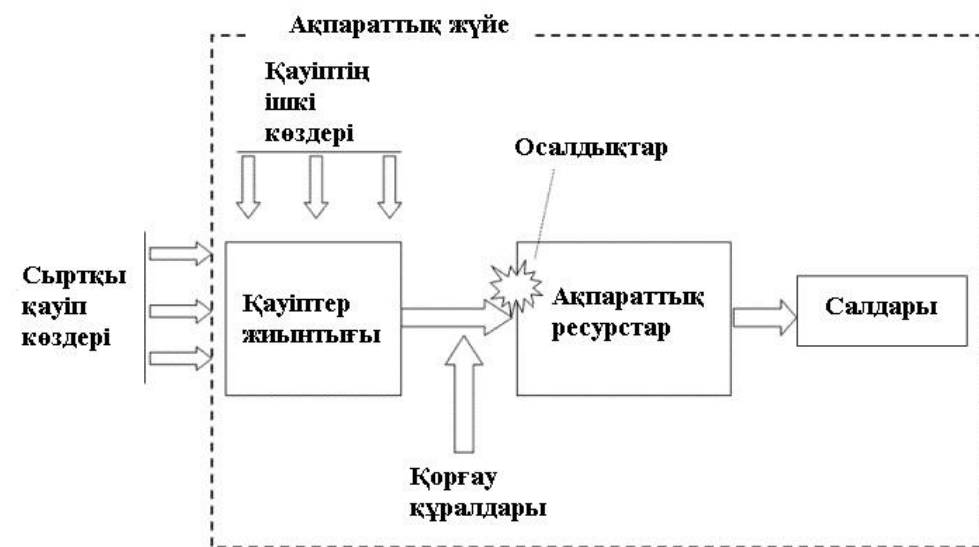 Ақпараттық жүйе
Қауіптің
ішкі
көздері
Осалдықтар
Сыртқы
қауіп
көздері
Қауіптер
жиынтығы
Ақпараттық
ресурстар
Салдары
Қорғау
құралдары